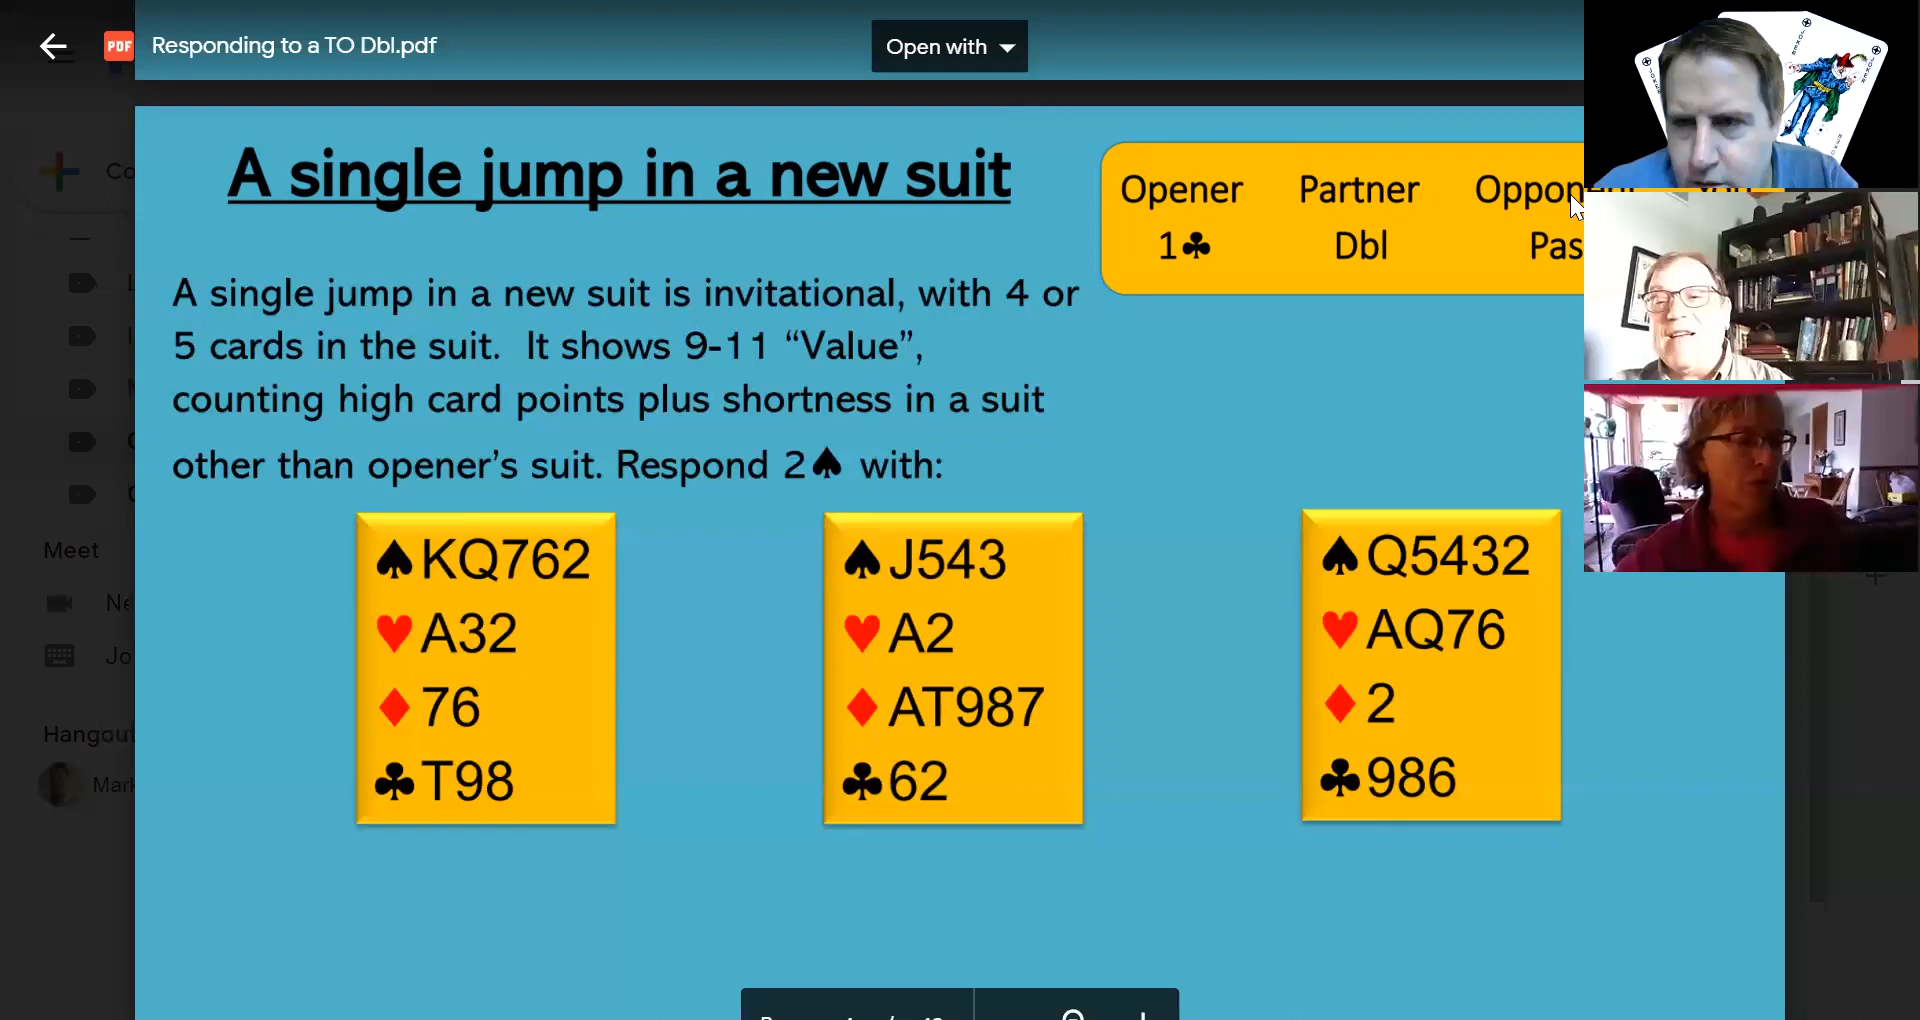 Responding to a TO Dbl.pdf
Open with
A single jump in a new suit
Opener Partner
1♣ Dbl
A single jump in a new suit is invitational, with 4 or
5 cards in the suit. It shows 9-11 “Value”,
counting high card points plus shortness in a suit
other than opener’s suit. Respond 2♠ with:
♠KQ762
♥A32
♦76
♣T98
♠J543
♥A2
♦AT987
♣62
♠Q5432
♥AQ76
♦2
♣986
Meet
PDF